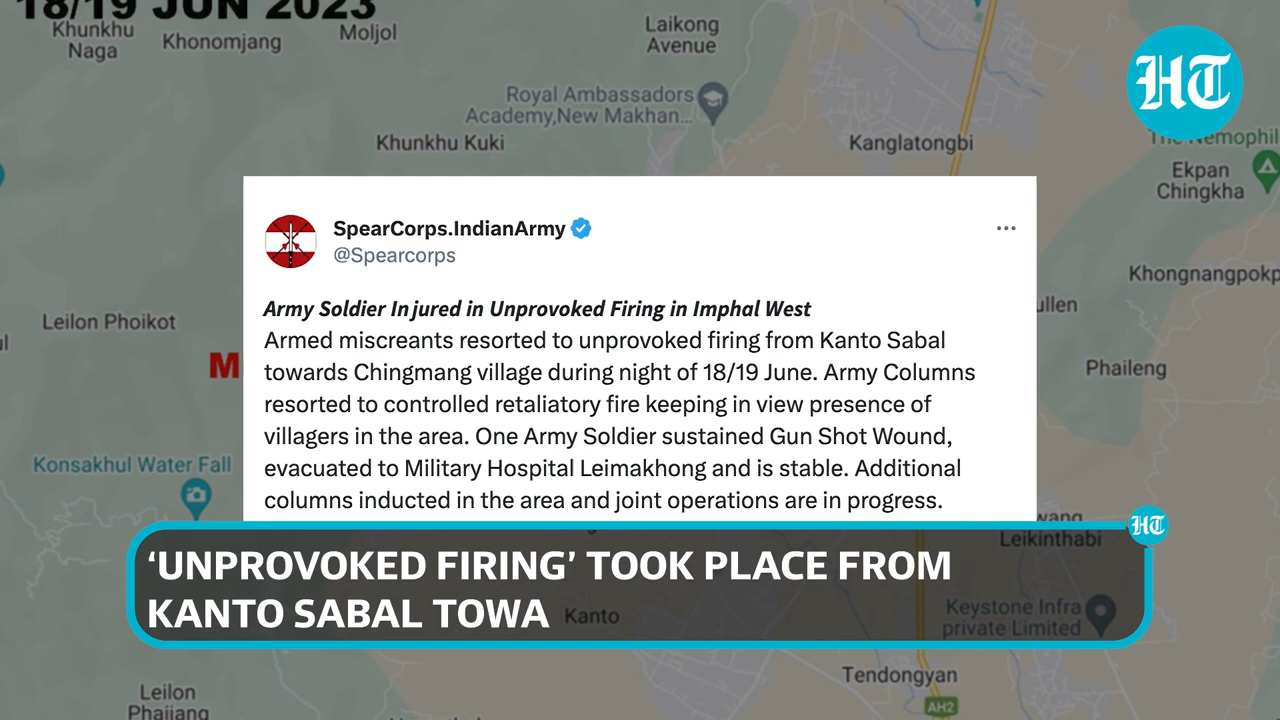 18/19 JUN 2023
Khunkhu
Naga
Khonomjang
Moljol
Laikong
Avenue
HT
Royal Ambassadors
Academy,New Makhan...
Khunkhu Kuki
Kanglatongbi
The Nemophil
Ekpan
Chingkha
SpearCorps.IndianArmy
@Spearcorps
Khongnangpokp
Leilon Phoikot
ullen
M
Phaileng
Army Soldier Injured in Unprovoked Firing in Imphal West
Armed miscreants resorted to unprovoked firing from Kanto Sabal
towards Chingmang village during night of 18/19 June. Army Columns
resorted to controlled retaliatory fire keeping in view presence of
villagers in the area. One Army Soldier sustained Gun Shot Wound,
evacuated to Military Hospital Leimakhong and is stable. Additional
columns inducted in the area and joint operations are in progress.
Konsakhul Water Fall
wang
Leikinthabi
HT
‘UNPROVOKED FIRING’ TOOK PLACE FROM
KANTO SABAL TOWA
Kanto
Keystone Infra
private Limited
Tendongyan
AH2
Leilon
Phaijang